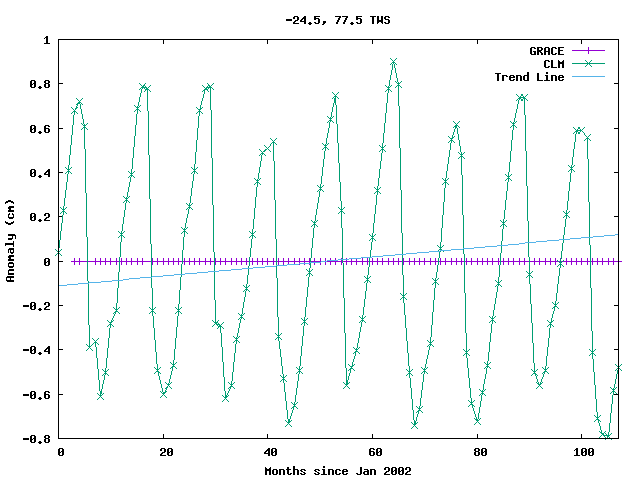 -24.5, 77.5 TWS
GRACE
CLM
Trend Line
1
0.8
0.6
0.4
0.2
0
-0.2
-0.4
-0.6
-0.8
Anomaly (cm)
0 20 40 60 80 100
Months since Jan 2002